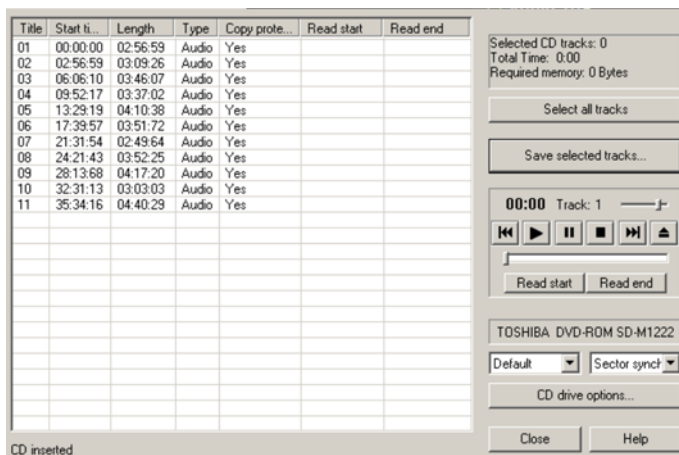 Title Start ti... Length Type Copy prote... Read start Read end
01 00:00:00 02:56:59 Audio Yes
02 02:56:59 03:09:26 Audio Yes
03 06:06:10 03:46:07 Audio Yes
04 09:52:17 03:37:02 Audio Yes
05 13:29:19 04:10:38 Audio Yes
06 17:39:57 03:51:72 Audio Yes
07 21:31:54 02:49:64 Audio Yes
08 24:21:43 03:52:25 Audio Yes
09 28:13:68 04:17:20 Audio Yes
10 32:31:13 03:03:03 Audio Yes
11 35:34:16 04:40:29 Audio Yes
CD inserted
Selected CD tracks: 0
Total Time: 0:00
Required memory: 0 Bytes
Select all tracks
Save selected tracks...
00:00 Track: 1
Read start Read end
TOSHIBA DVD-ROM SD-M1222
Default Sector synch
CD drive options...
Close Help